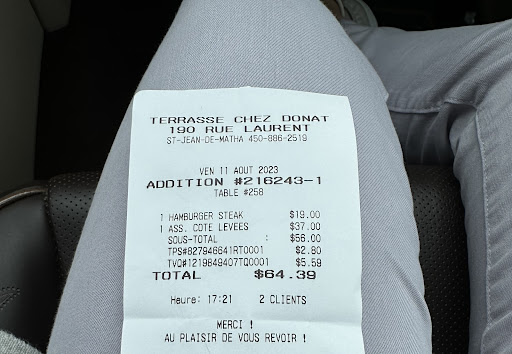 TERRASSE CHEZ DONAT
190 RUE LAURENT
ST-JEAN-DE-MATHA 450-886-2519
VEN 11 AOUT 2023
ADDITION #216243-1
TABLE #258
1 HAMBURGER STEAK $19.00
1 ASS. COTE LEVEES $37.00
SOUS-TOTAL : $56.00
TPS#827946641RT0001 $2.80
TVQ#1219849407TQ0001 $5.59
TOTAL $64.39
Heure: 17:21 2 CLIENTS
MERCI !
AU PLAISIR DE VOUS REVOIR !